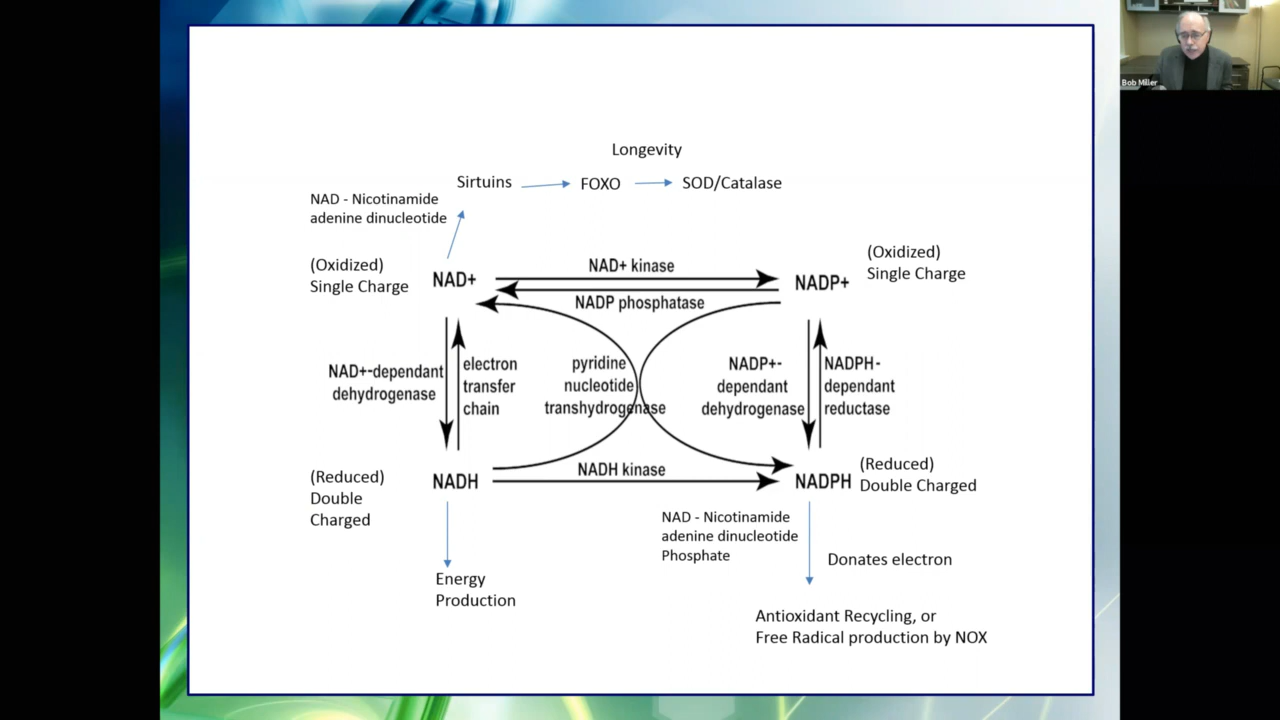 Bob Miller
Longevity
Sirtuins
FOXO
SOD/Catalase
NAD - Nicotinamide
adenine dinucleotide
(Oxidized)
Single Charge
NAD+
NAD+ kinase
NADP phosphatase
NADP+
(Oxidized)
Single Charge
NAD+-dependant
dehydrogenase
electron
transfer
chain
pyridine
nucleotide
transhydrogenase
NADP+-
dependant
dehydrogenase
NADPH-
dependant
reductase
(Reduced)
Double
Charged
NADH
NADH kinase
NADPH
(Reduced)
Double Charged
NAD - Nicotinamide
adenine dinucleotide
Phosphate
Donates electron
Energy
Production
Antioxidant Recycling, or
Free Radical production by NOX